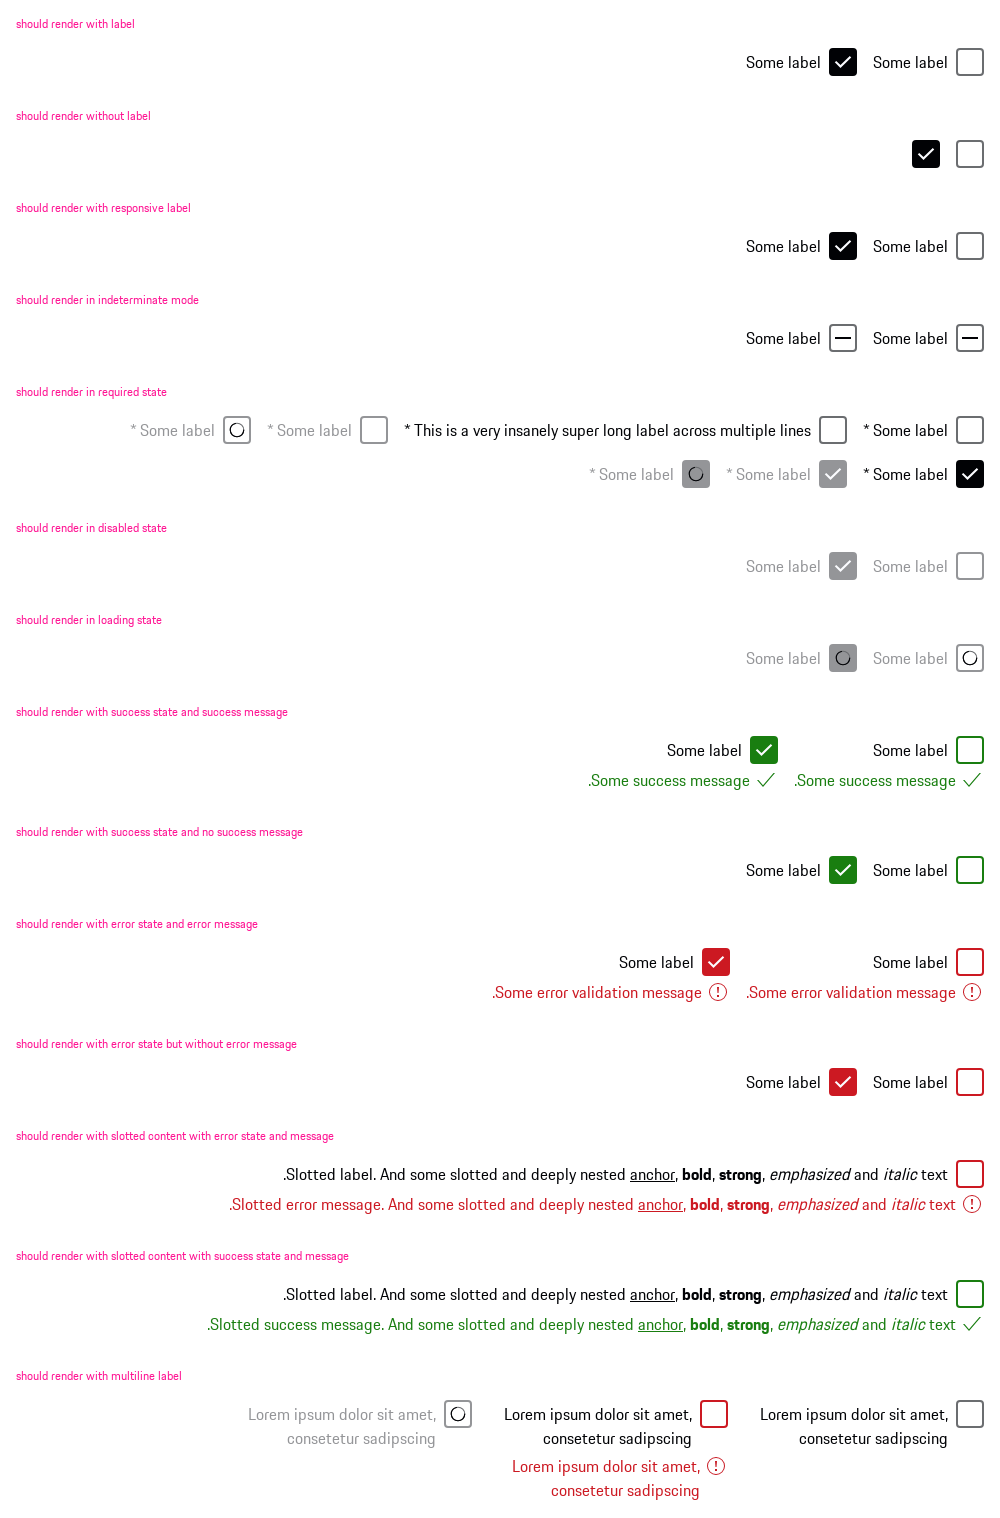 should render with label
Some label Some label
should render without label
should render with responsive label
Some label Some label
should render in indeterminate mode
Some label Some label
should render in required state
* Some label * Some label * This is a very insanely super long label across multiple lines * Some label
* Some label * Some label * Some label
should render in disabled state
Some label Some label
should render in loading state
Some label Some label
should render with success state and success message
Some label Some label
.Some success message .Some success message
should render with success state and no success message
Some label Some label
should render with error state and error message
Some label Some label
.Some error validation message .Some error validation message
should render with error state but without error message
Some label Some label
should render with slotted content with error state and message
.Slotted label. And some slotted and deeply nested anchor, bold, strong, emphasized and italic text
.Slotted error message. And some slotted and deeply nested anchor, bold, strong, emphasized and italic text
should render with slotted content with success state and message
.Slotted label. And some slotted and deeply nested anchor, bold, strong, emphasized and italic text
.Slotted success message. And some slotted and deeply nested anchor, bold, strong, emphasized and italic text
should render with multiline label
Lorem ipsum dolor sit amet, Lorem ipsum dolor sit amet, Lorem ipsum dolor sit amet,
consetetur sadipscing consetetur sadipscing consetetur sadipscing
Lorem ipsum dolor sit amet,
consetetur sadipscing